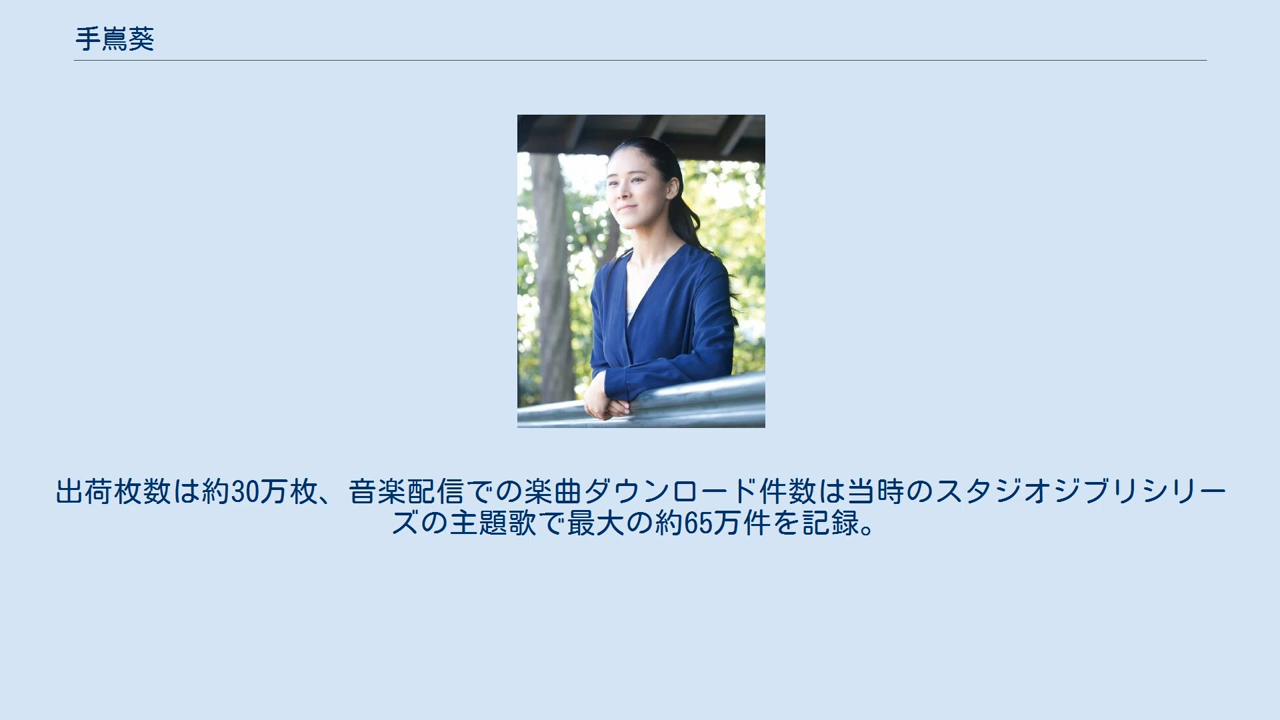 手嶌葵
出荷枚数は約30万枚、音楽配信での楽曲ダウンロード件数は当時のスタジオジブリシリー
ズの主題歌で最大の約65万件を記録。